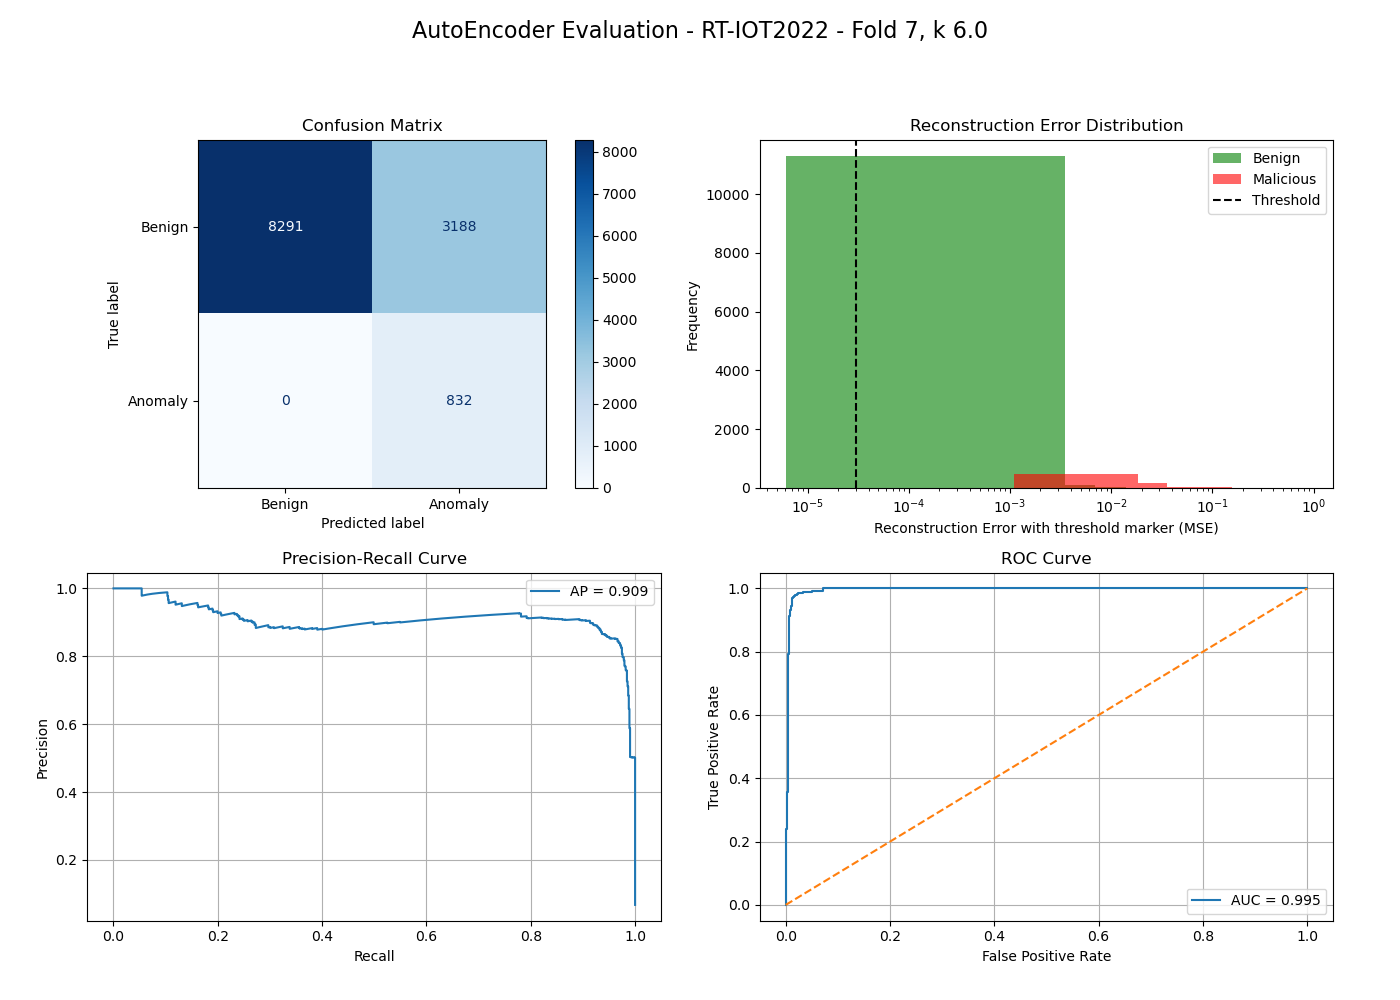 AutoEncoder Evaluation - RT-IOT2022 - Fold 7, k 6.0
Confusion Matrix
True label
Benign
Anomaly
8291
3188
0
832
Benign
Anomaly
Predicted label
8000
7000
6000
5000
4000
3000
2000
1000
0
Reconstruction Error Distribution
Frequency
10000
8000
6000
4000
2000
0
Benign
Malicious
Threshold
10⁻⁵
10⁻⁴
10⁻³
10⁻²
10⁻¹
10⁰
Reconstruction Error with threshold marker (MSE)
Precision-Recall Curve
Precision
1.0
0.8
0.6
0.4
0.2
AP = 0.909
0.0
0.2
0.4
0.6
0.8
1.0
Recall
ROC Curve
True Positive Rate
1.0
0.8
0.6
0.4
0.2
0.0
AUC = 0.995
0.0
0.2
0.4
0.6
0.8
1.0
False Positive Rate